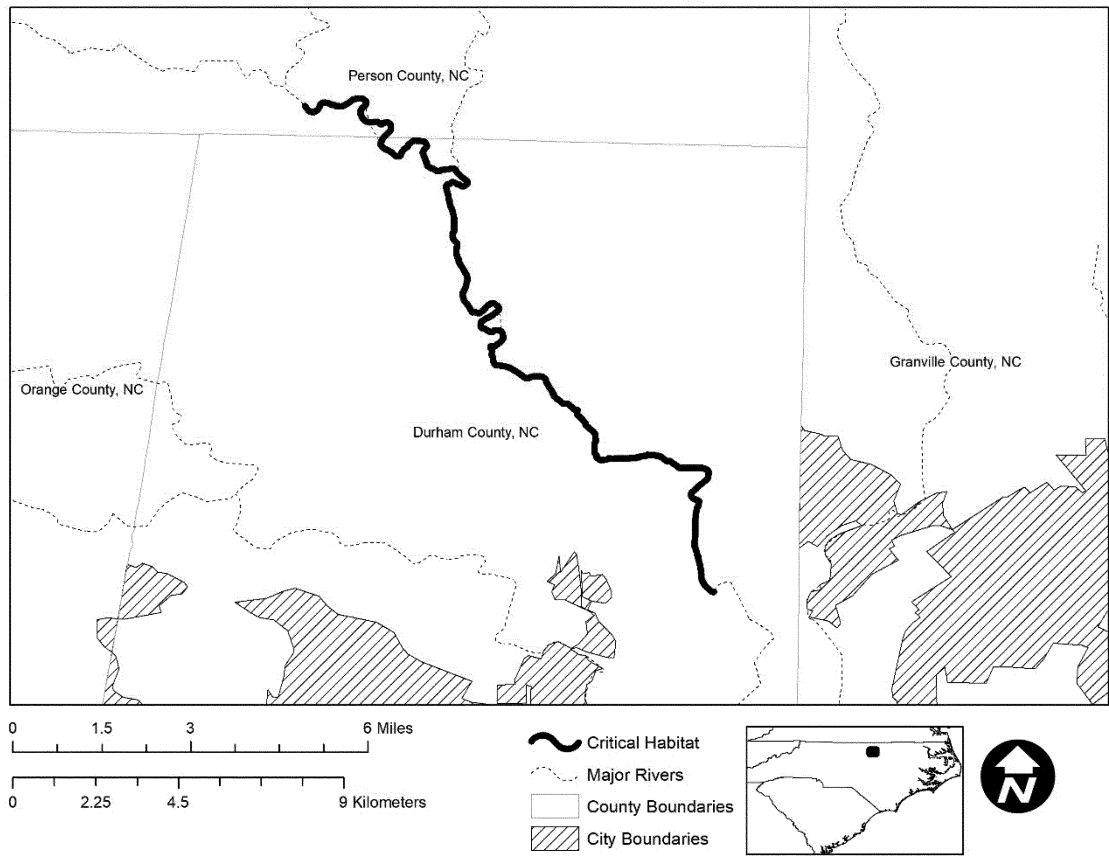 Person County, NC
Granville County, NC
Orange County, NC
Durham County, NC
0 1.5 3 6 Miles
0 2.25 4.5 9 Kilometers
Critical Habitat
Major Rivers
County Boundaries
City Boundaries
N